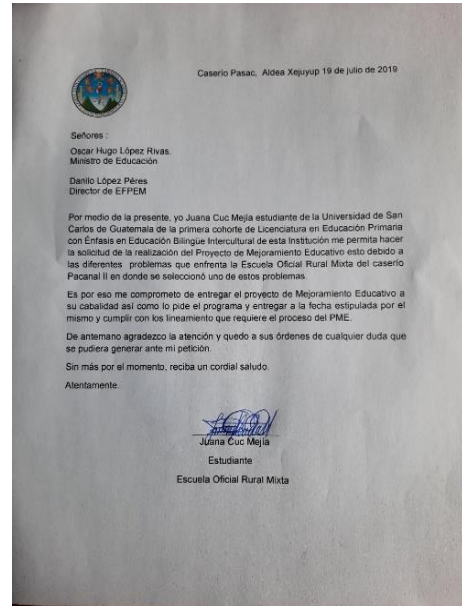 Caserío Pasac, Aldea Xejuyup 19 de julio de 2019
Señores :
Oscar Hugo López Rivas.
Ministro de Educación
Danilo López Péres
Director de EFPEM
Por medio de la presente, yo Juana Cuc Mejía estudiante de la Universidad de San
Carlos de Guatemala de la primera cohorte de Licenciatura en Educación Primaria
con Énfasis en Educación Bilingüe Intercultural de esta Institución me permita hacer
la solicitud de la realización del Proyecto de Mejoramiento Educativo esto debido a
las diferentes problemas que enfrenta la Escuela Oficial Rural Mixta del caserío
Pacanal II en donde se seleccionó uno de estos problemas.
Es por eso me comprometo de entregar el proyecto de Mejoramiento Educativo a
su cabalidad así como lo pide el programa y entregar a la fecha estipulada por el
mismo y cumplir con los lineamiento que requiere el proceso del PME.
De antemano agradezco la atención y quedo a sus órdenes de cualquier duda que
se pudiera generar ante mi petición.
Sin más por el momento, reciba un cordial saludo.
Atentamente.
Juana Cuc Mejía
Estudiante
Escuela Oficial Rural Mixta